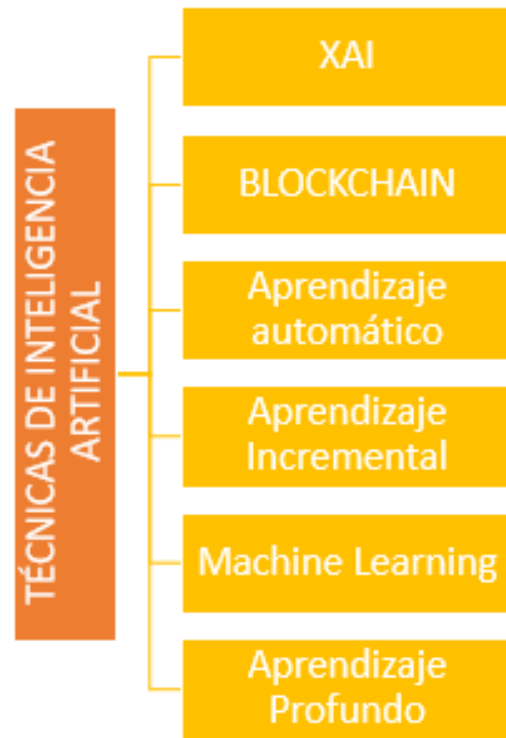 TÉCNICAS DE INTELIGENCIA
ARTIFICIAL
XAI
BLOCKCHAIN
Aprendizaje
automático
Aprendizaje
Incremental
Machine Learning
Aprendizaje
Profundo